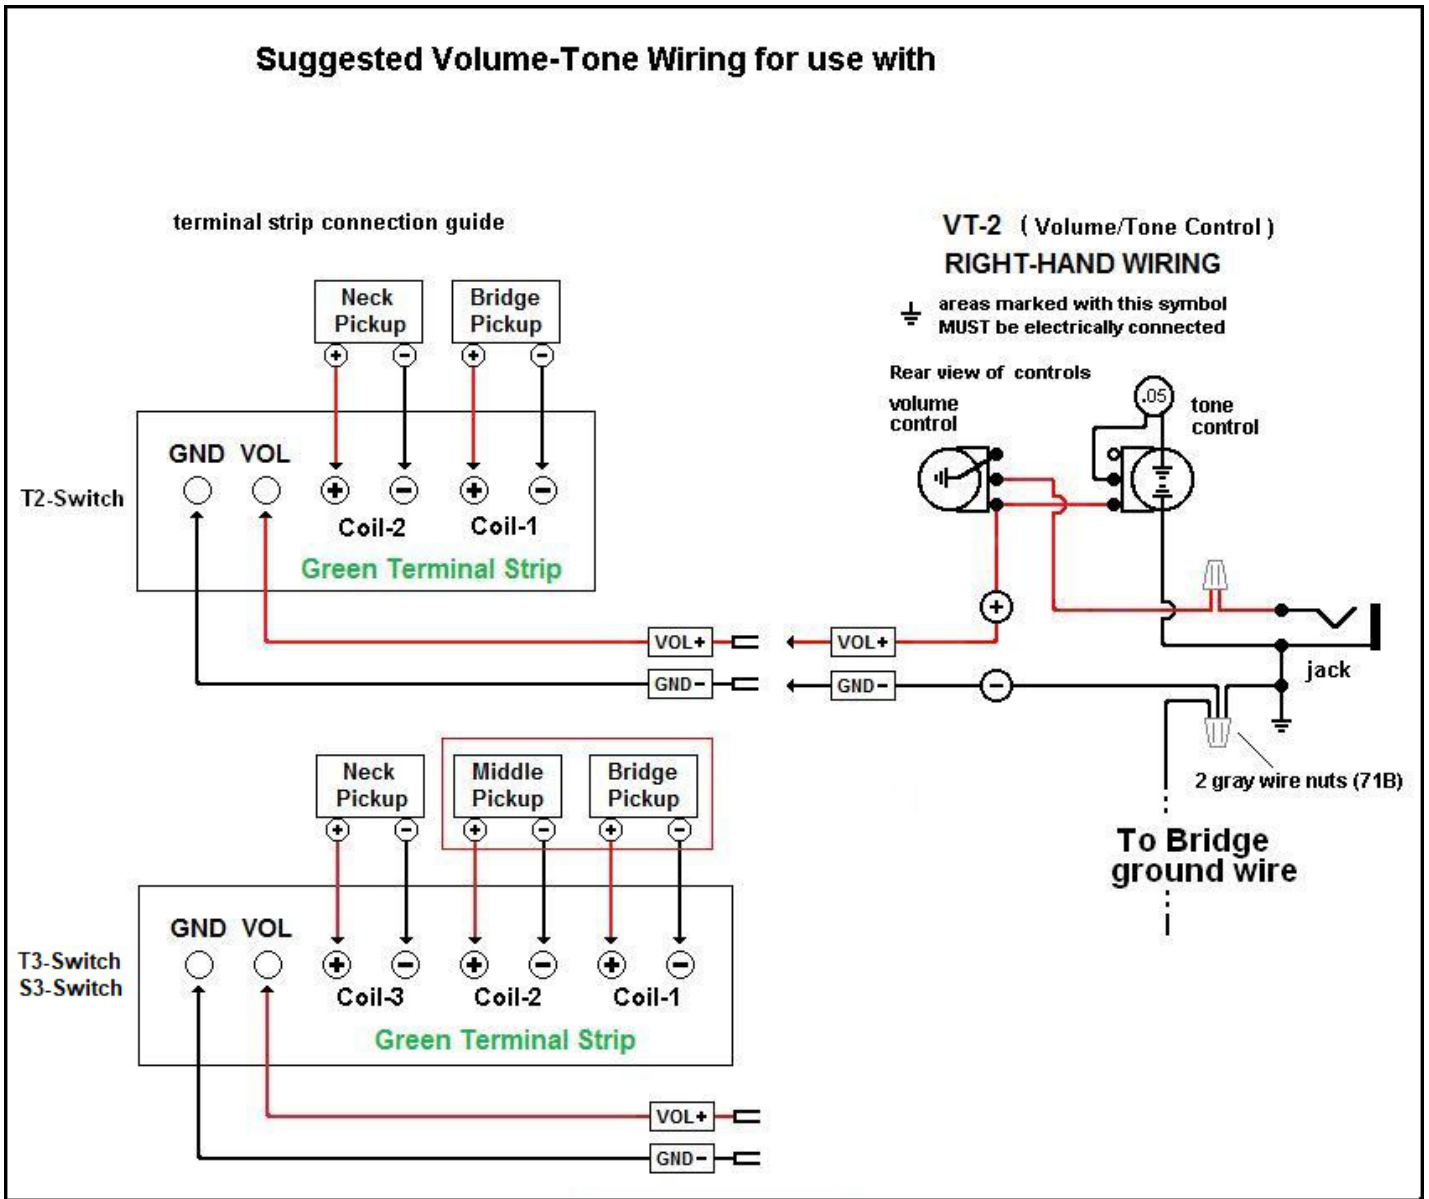 Suggested Volume-Tone Wiring for use with
terminal strip connection guide
VT-2 ( Volume/Tone Control )
RIGHT-HAND WIRING
areas marked with this symbol
MUST be electrically connected
Rear view of controls
volume
control
.05
tone
control
Neck
Pickup
Bridge
Pickup
+ − + −
GND VOL
T2-Switch
+ − + −
Coil-2 Coil-1
Green Terminal Strip
+
VOL+
VOL+
GND−
GND−
−
jack
2 gray wire nuts (71B)
To Bridge
ground wire
Neck
Pickup
Middle
Pickup
Bridge
Pickup
+ − + − + −
GND VOL
T3-Switch
S3-Switch
+ − + − + −
Coil-3 Coil-2 Coil-1
Green Terminal Strip
VOL+
GND−